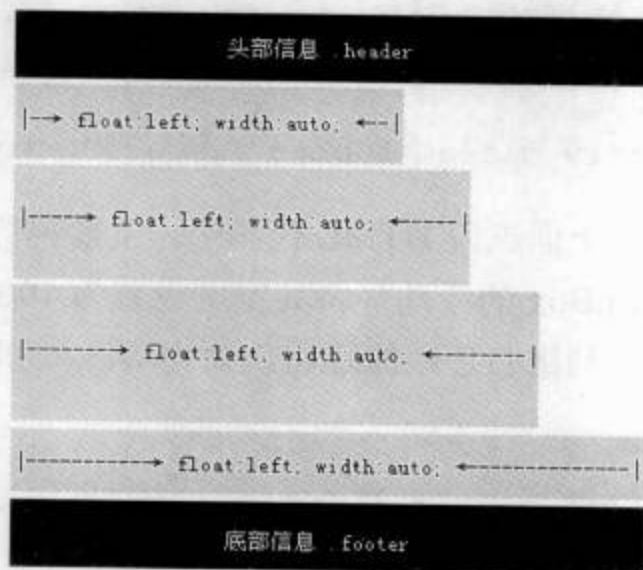 头部信息 .header
|--→ float:left; width:auto; ←--|
|------→ float:left; width:auto; ←------|
|---------→ float:left; width:auto; ←---------|
|------------→ float:left; width:auto; ←---------------|
底部信息 .footer